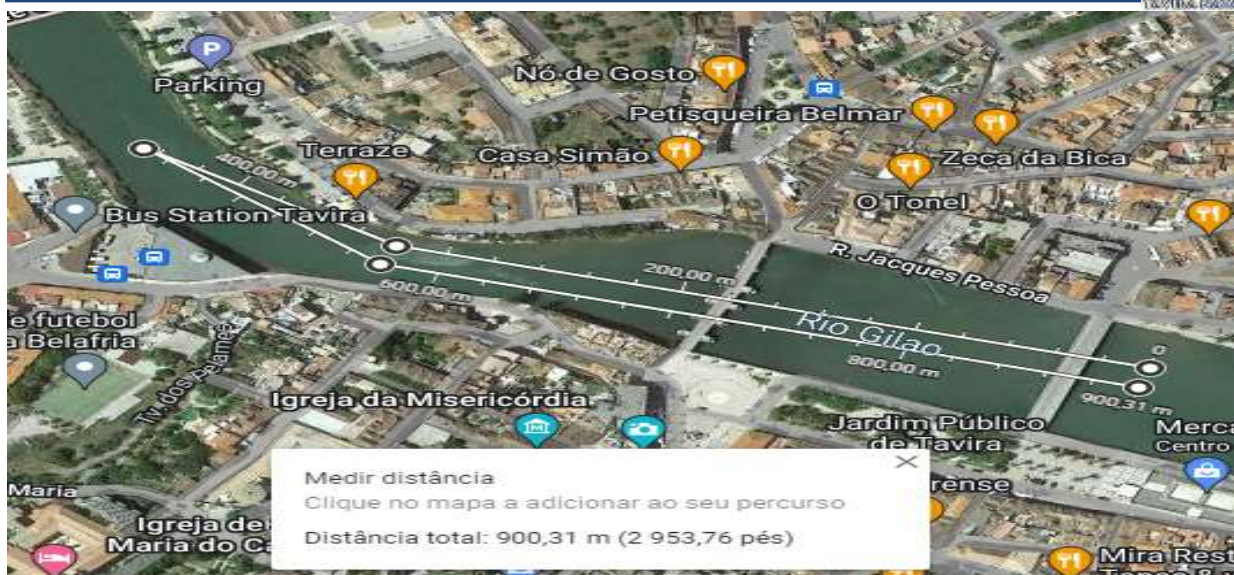 P
Parking
Nó de Gosto
Petisqueira Belmar
Terraze
Casa Simão
Zeca da Bica
400,00 m
O Tonel
Bus Station Tavira
R. Jacques Pessoa
200,00 m
600,00 m
e futebol
a Belafria
Rio Gilao
0
800,00 m
900,31 m
Tv. dos Pelames
Igreja da Misericórdia
Jardim Público
de Tavira
Merca
Centro
Maria
rense
Igreja de
Maria do Ca
Medir distância
Clique no mapa a adicionar ao seu percurso
Distância total: 900,31 m (2 953,76 pés)
Mira Rest